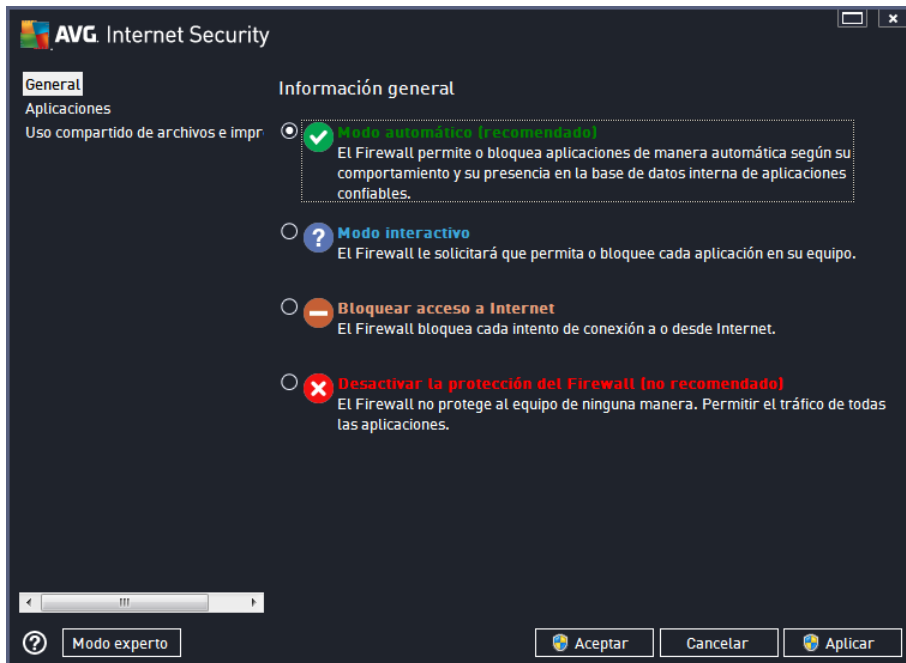 AVG. Internet Security
General
Aplicaciones
Uso compartido de archivos e impr
Información general
Modo automático (recomendado)
El Firewall permite o bloquea aplicaciones de manera automática según su
comportamiento y su presencia en la base de datos interna de aplicaciones
confiables.
Modo interactivo
El Firewall le solicitará que permita o bloquee cada aplicación en su equipo.
Bloquear acceso a Internet
El Firewall bloquea cada intento de conexión a o desde Internet.
Desactivar la protección del Firewall (no recomendado)
El Firewall no protege al equipo de ninguna manera. Permitir el tráfico de todas
las aplicaciones.
Modo experto
Aceptar
Cancelar
Aplicar